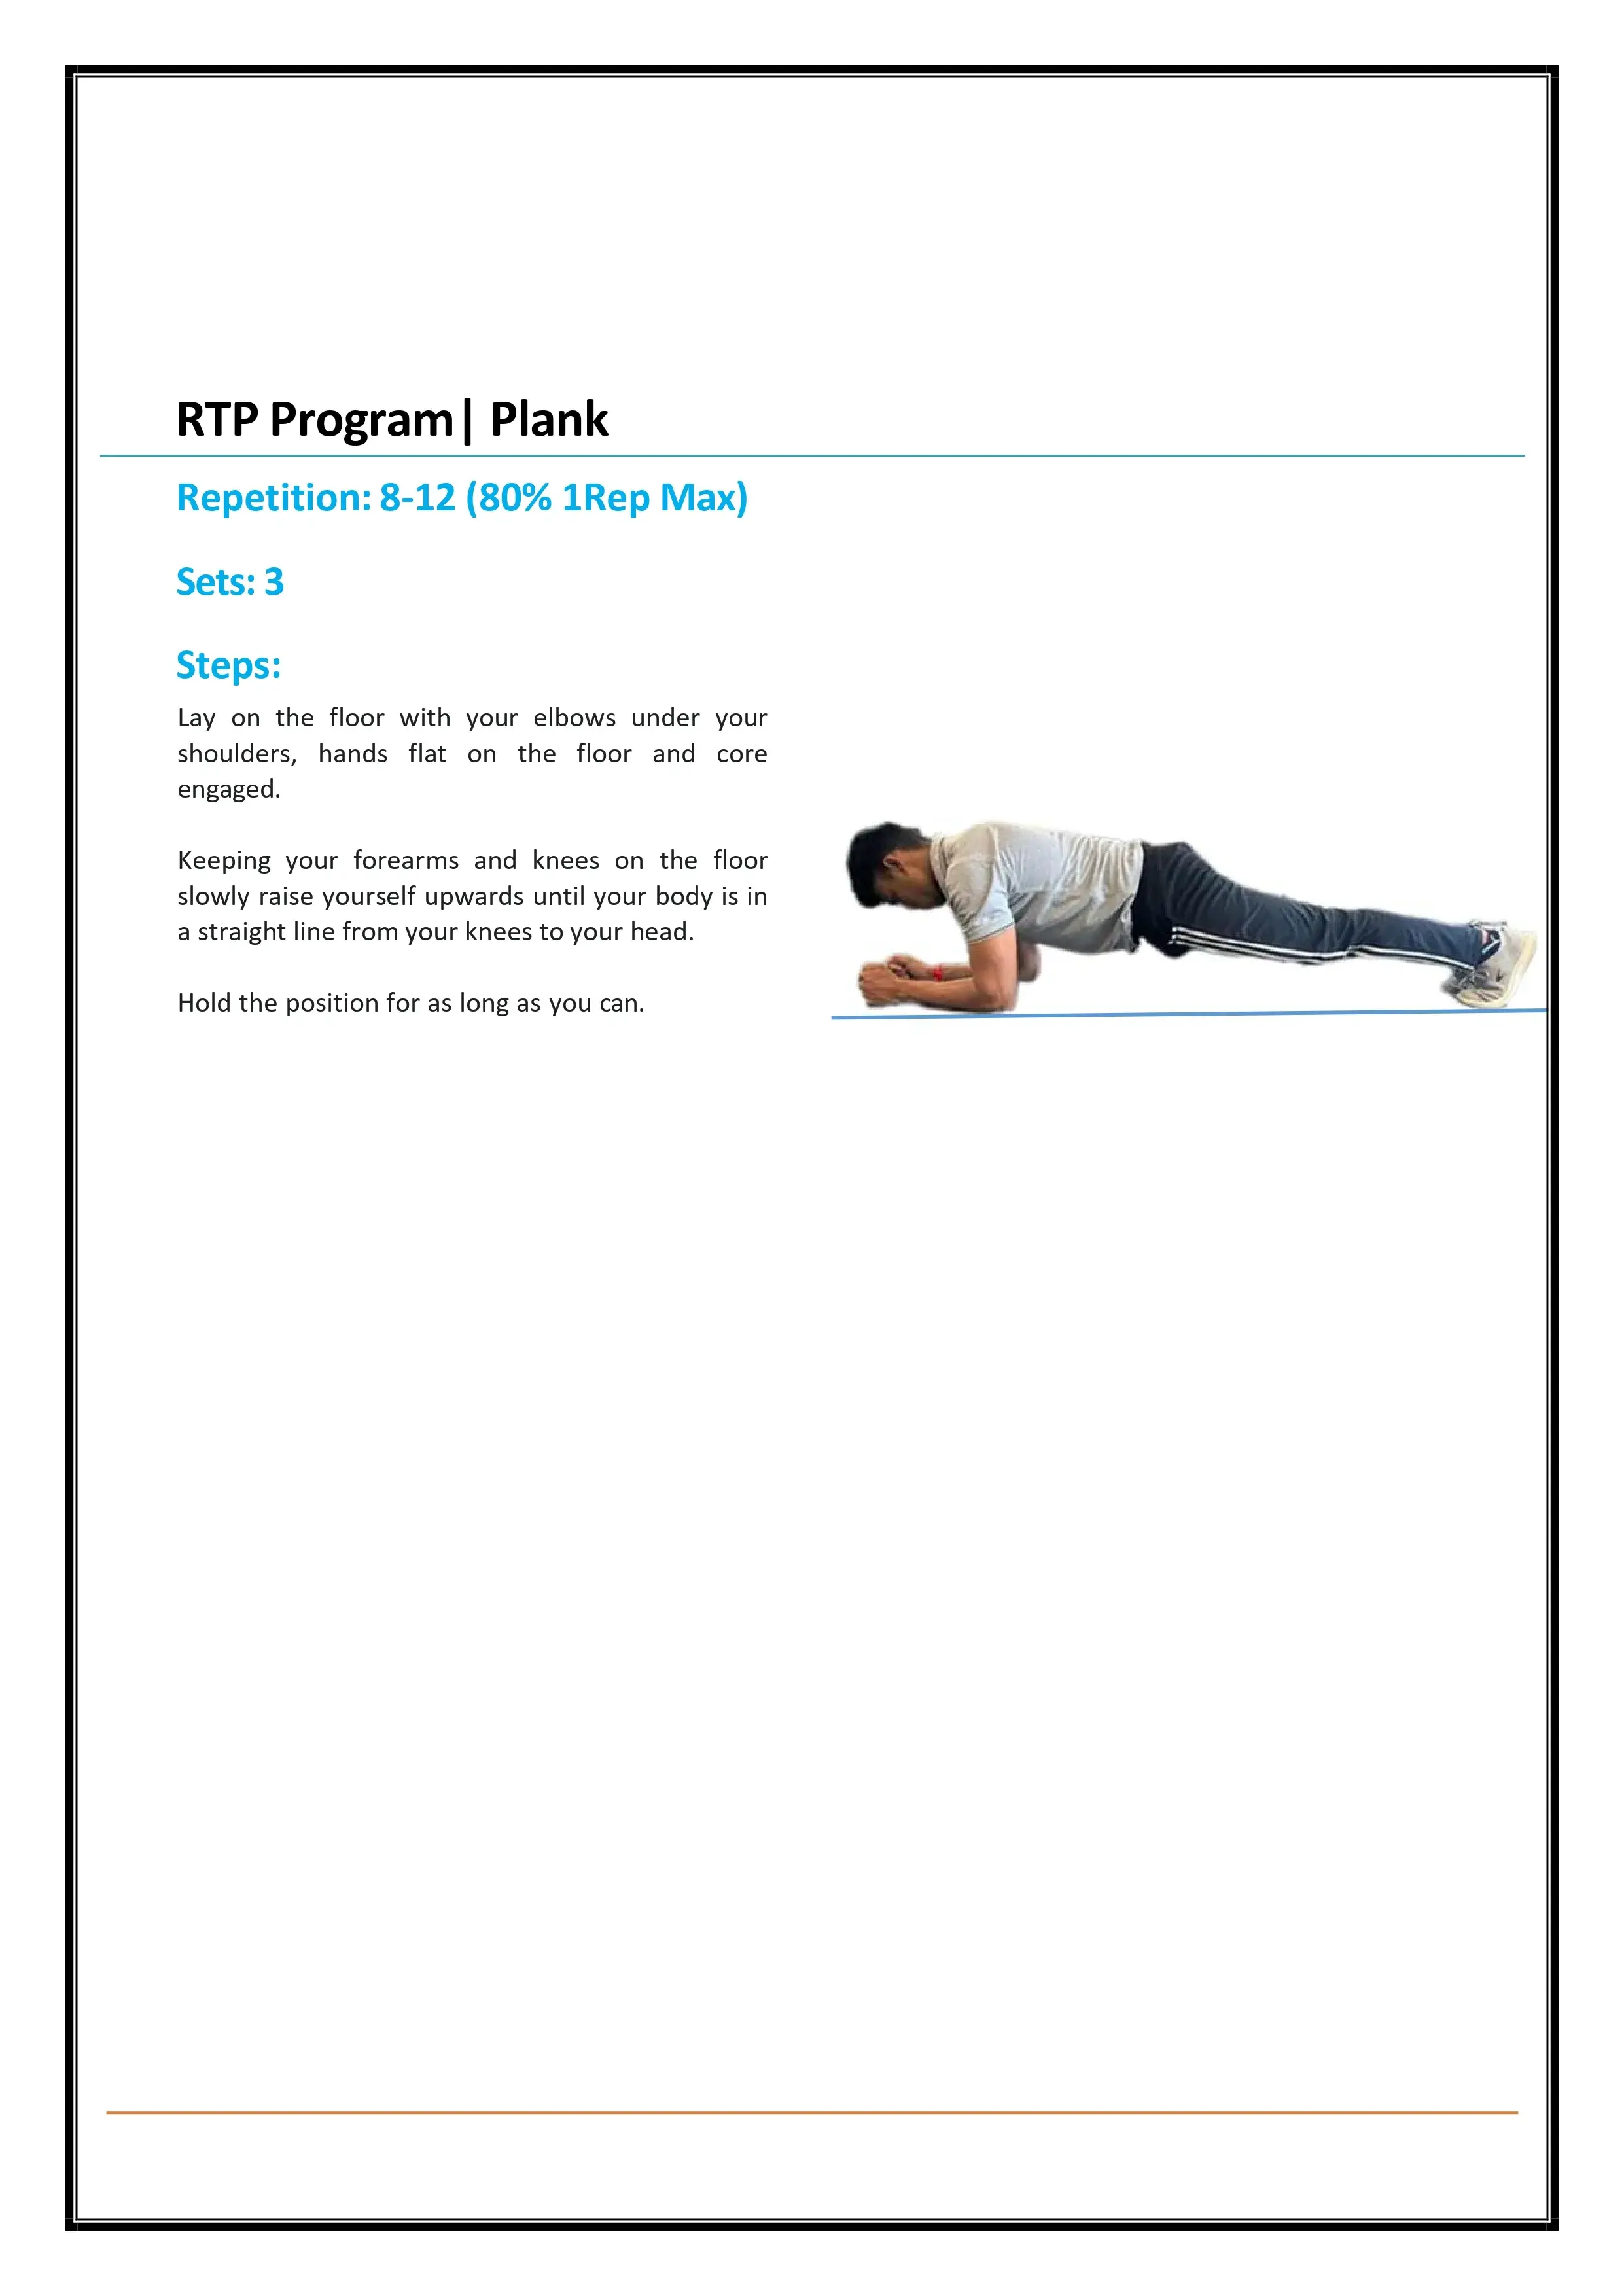 RTP Program| Plank
Repetition: 8-12 (80% 1Rep Max)
Sets: 3
Steps:
Lay on the floor with your elbows under your
shoulders, hands flat on the floor and core
engaged.
Keeping your forearms and knees on the floor
slowly raise yourself upwards until your body is in
a straight line from your knees to your head.
Hold the position for as long as you can.